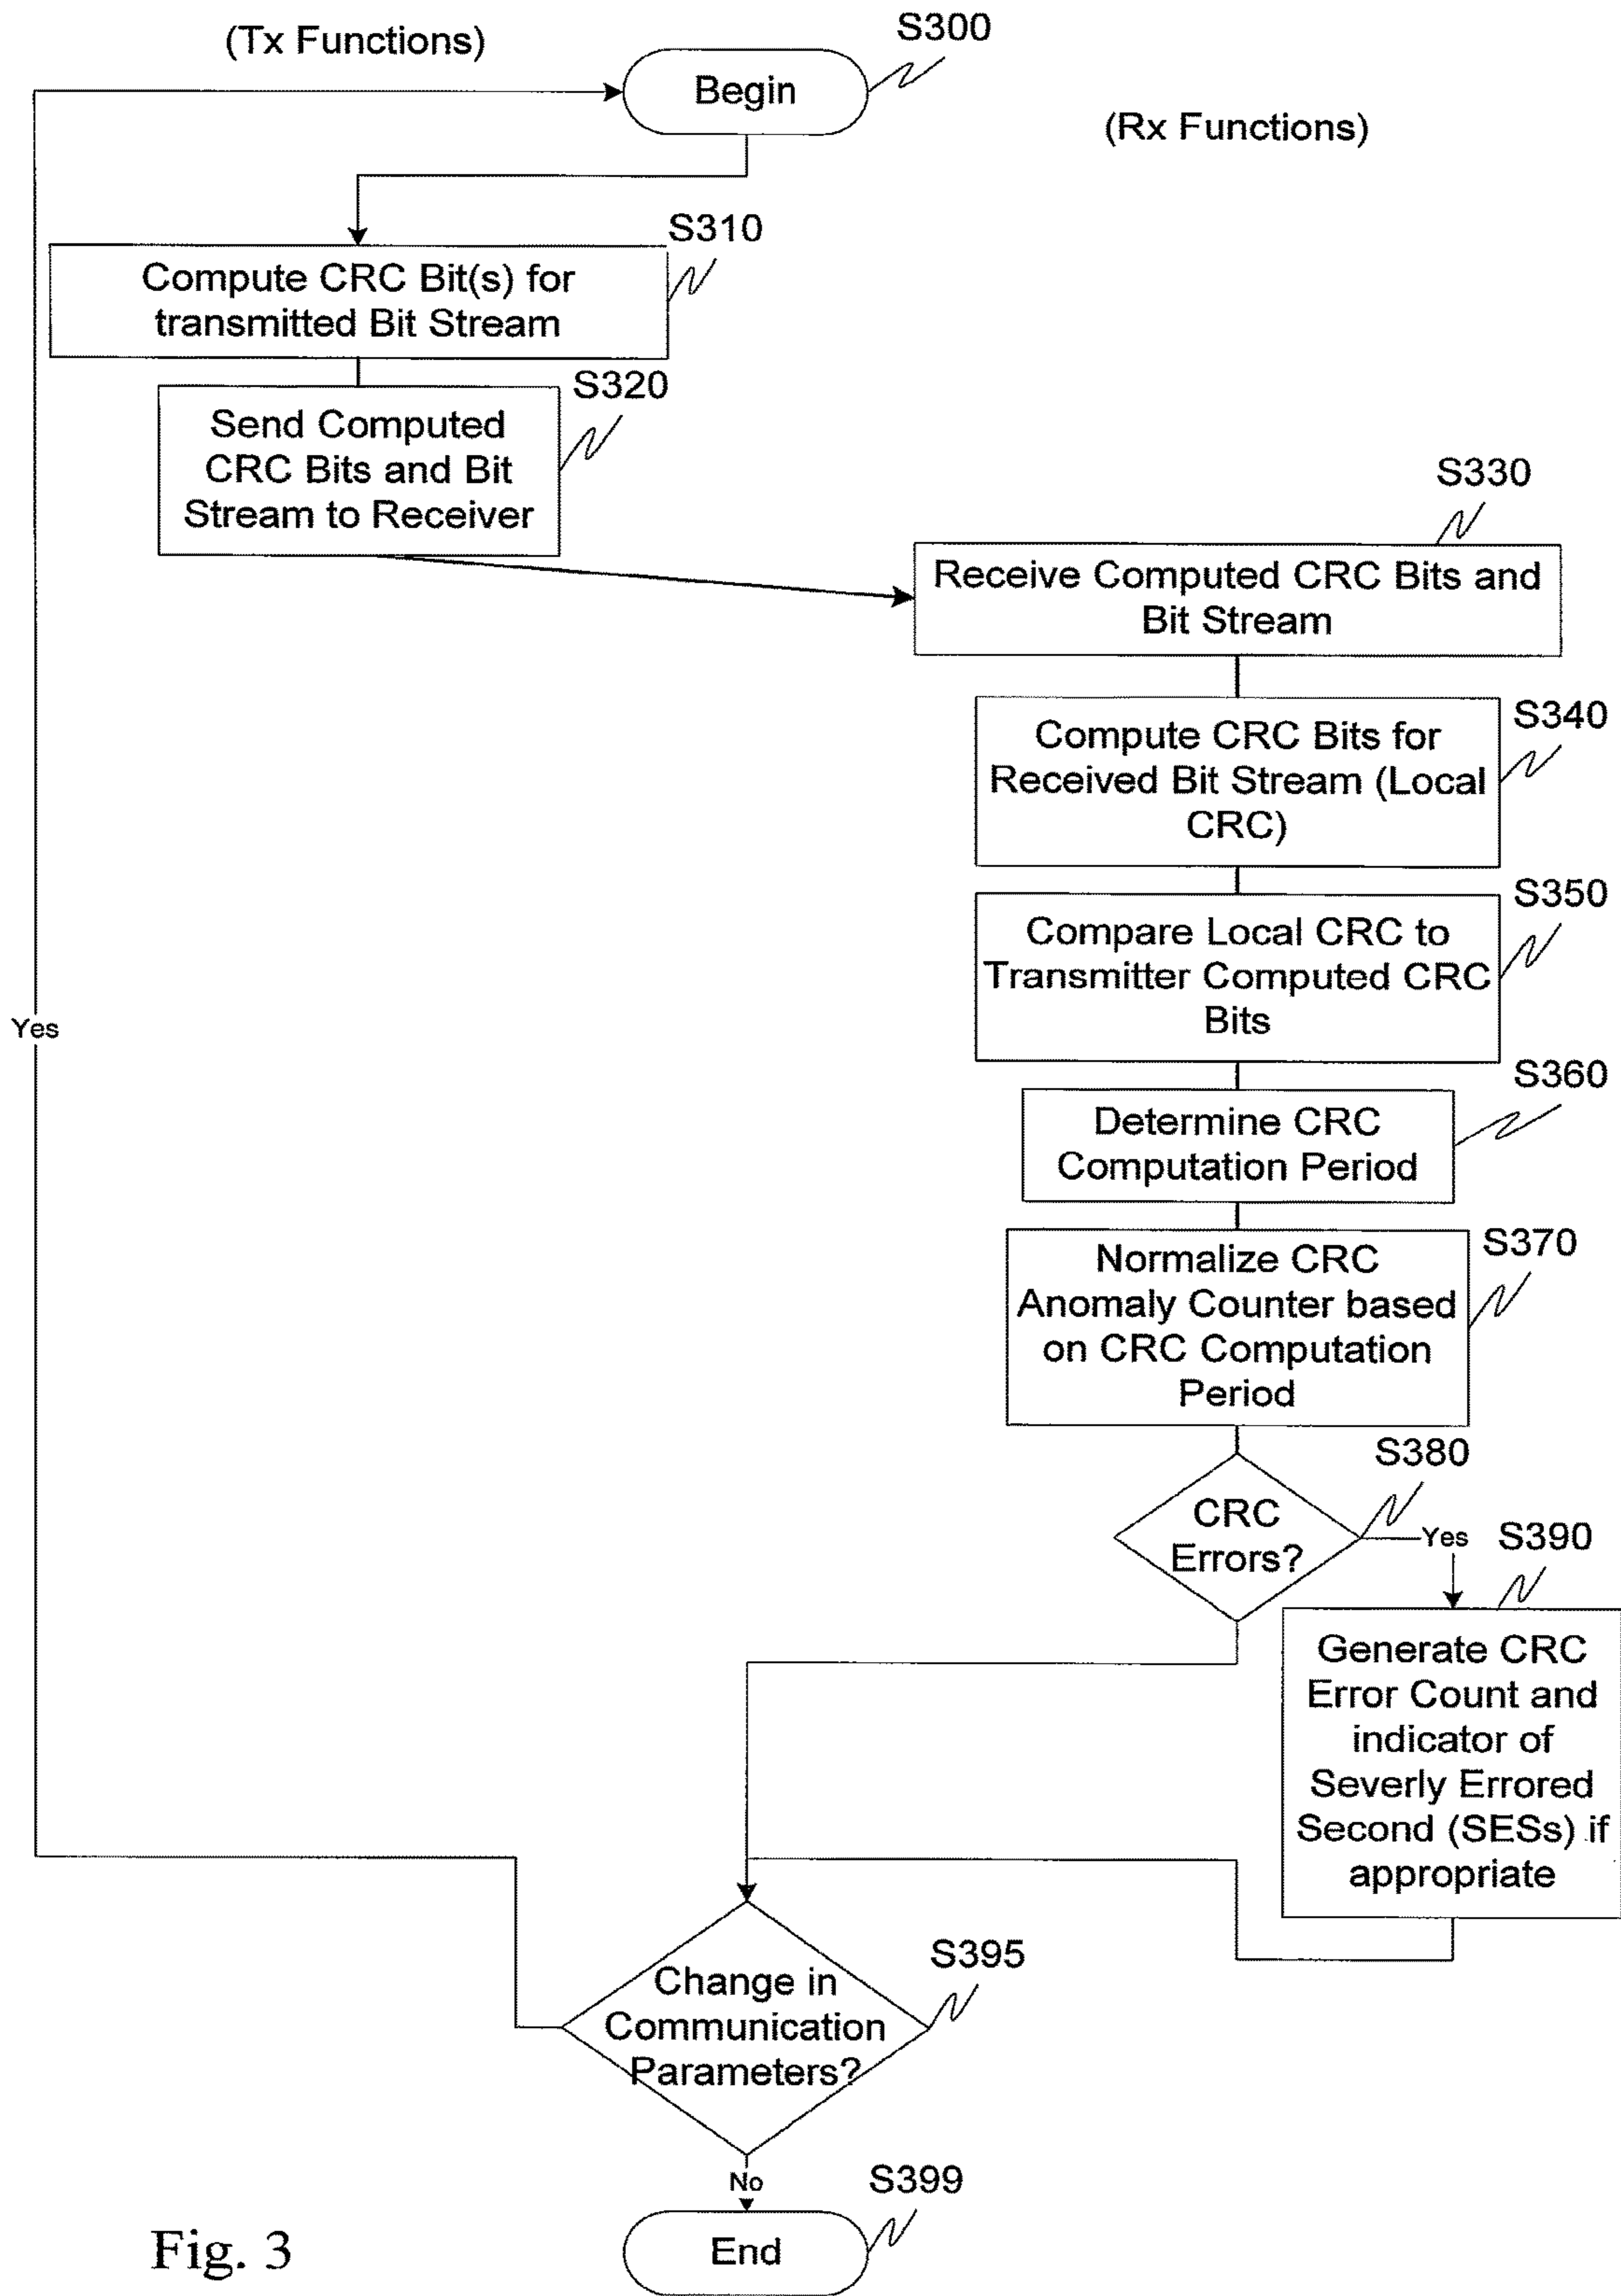 (Tx Functions)
S300
Begin
(Rx Functions)
S310
Compute CRC Bit(s) for
transmitted Bit Stream
S320
Send Computed
CRC Bits and Bit
Stream to Receiver
S330
Receive Computed CRC Bits and
Bit Stream
S340
Compute CRC Bits for
Received Bit Stream (Local
CRC)
S350
Compare Local CRC to
Transmitter Computed CRC
Bits
Yes
S360
Determine CRC
Computation Period
S370
Normalize CRC
Anomaly Counter based
on CRC Computation
Period
S380
CRC
Errors?
Yes
S390
Generate CRC
Error Count and
indicator of
Severly Errored
Second (SESs) if
appropriate
S395
Change in
Communication
Parameters?
No
S399
End
Fig. 3